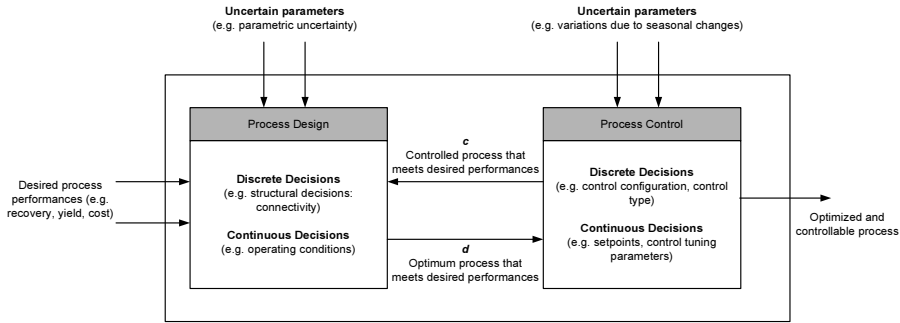 Uncertain parameters
(e.g. parametric uncertainty)
Uncertain parameters
(e.g. variations due to seasonal changes)
Process Design
Process Control
Desired process
performances (e.g.
recovery, yield, cost)
Discrete Decisions
(e.g. structural decisions:
connectivity)
Continuous Decisions
(e.g. operating conditions)
c
Controlled process that
meets desired performances
d
Optimum process that
meets desired performances
Discrete Decisions
(e.g. control configuration, control
type)
Continuous Decisions
(e.g. setpoints, control tuning
parameters)
Optimized and
controllable process